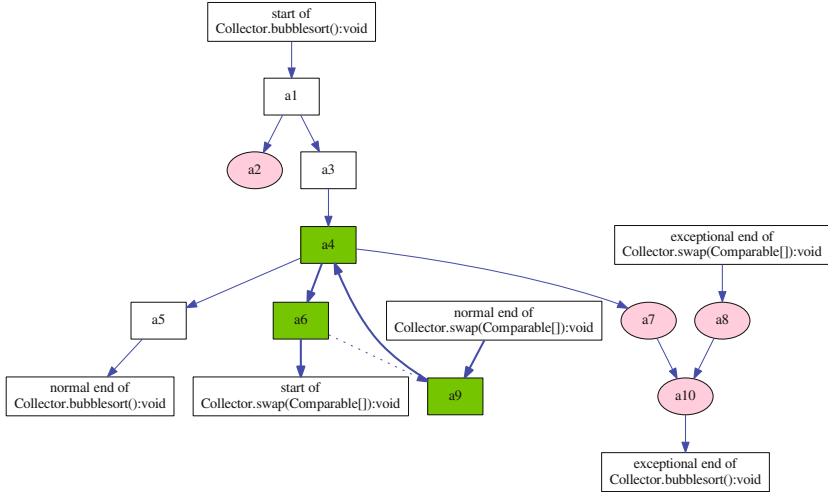 start of
Collector.bubblesort():void
a1
a2
a3
a4
exceptional end of
Collector.swap(Comparable[]):void
a5
a6
normal end of
Collector.swap(Comparable[]):void
a7
a8
normal end of
Collector.bubblesort():void
start of
Collector.swap(Comparable[]):void
a9
a10
exceptional end of
Collector.bubblesort():void